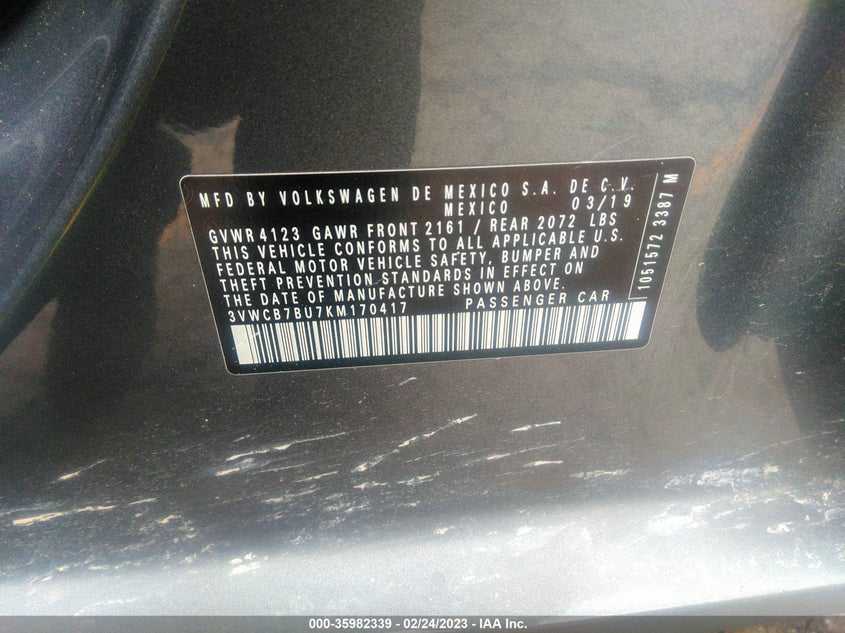 MFD BY VOLKSWAGEN DE MEXICO S.A. DE C.V.
MEXICO 03/19
GVWR 4123 GAWR FRONT 2161 / REAR 2072 LBS
THIS VEHICLE CONFORMS TO ALL APPLICABLE U.S.
FEDERAL MOTOR VEHICLE SAFETY, BUMPER AND
THEFT PREVENTION STANDARDS IN EFFECT ON
THE DATE OF MANUFACTURE SHOWN ABOVE.
3VWCB7BU7KM170417 PASSENGER CAR
1051572 3387 M
000-35982339 – 02/24/2023 – IAA Inc.